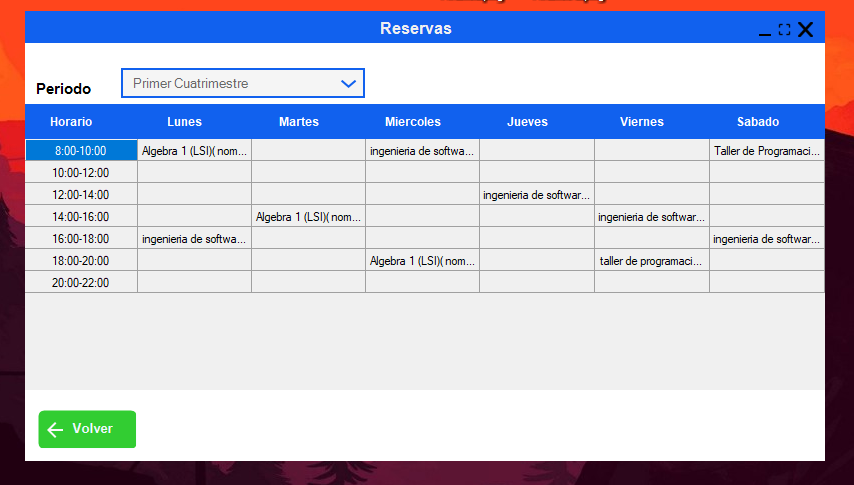 Reservas
Periodo Primer Cuatrimestre
Horario Lunes Martes Miercoles Jueves Viernes Sabado
8:00-10:00 Algebra 1 (LSI)( nom... ingenieria de softwa... Taller de Programaci...
10:00-12:00
12:00-14:00 ingenieria de softwar...
14:00-16:00 Algebra 1 (LSI)( nom... ingenieria de softwar...
16:00-18:00 ingenieria de softwa... ingenieria de softwar...
18:00-20:00 Algebra 1 (LSI)( nom... taller de programaci...
20:00-22:00
Volver